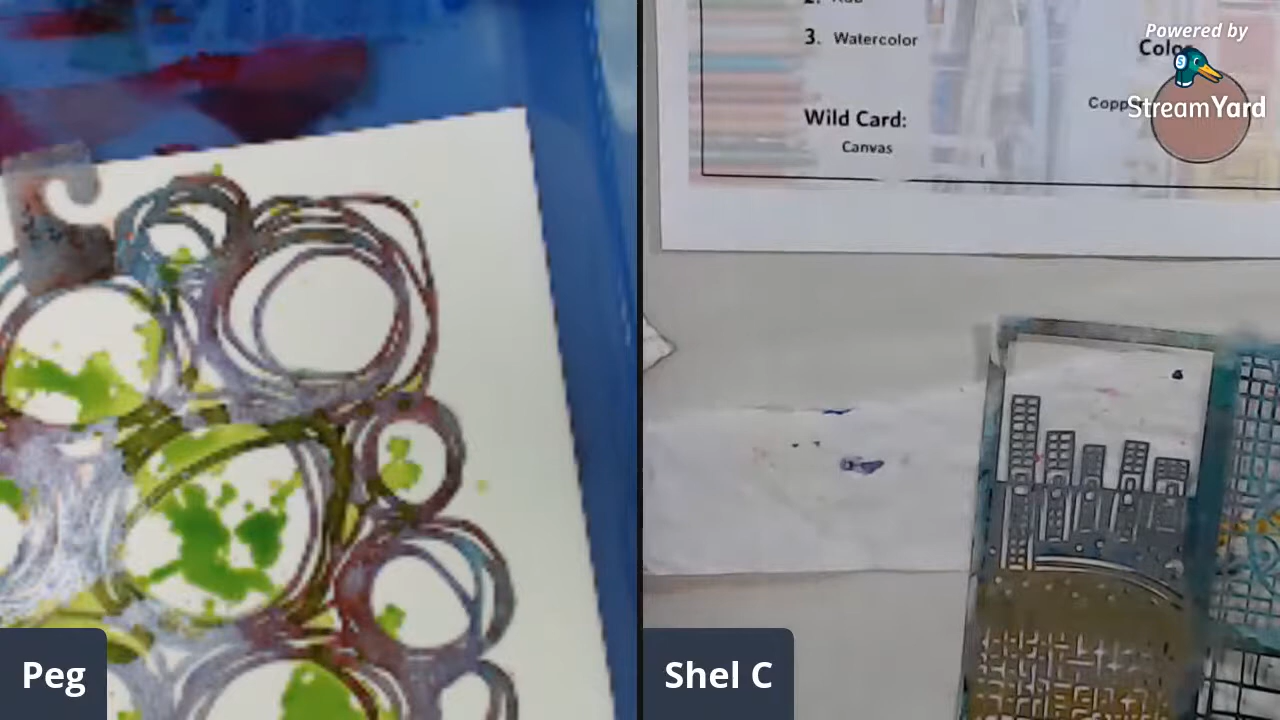 3. Watercolor
Wild Card:
Canvas
Powered by
StreamYard
Peg
Shel C